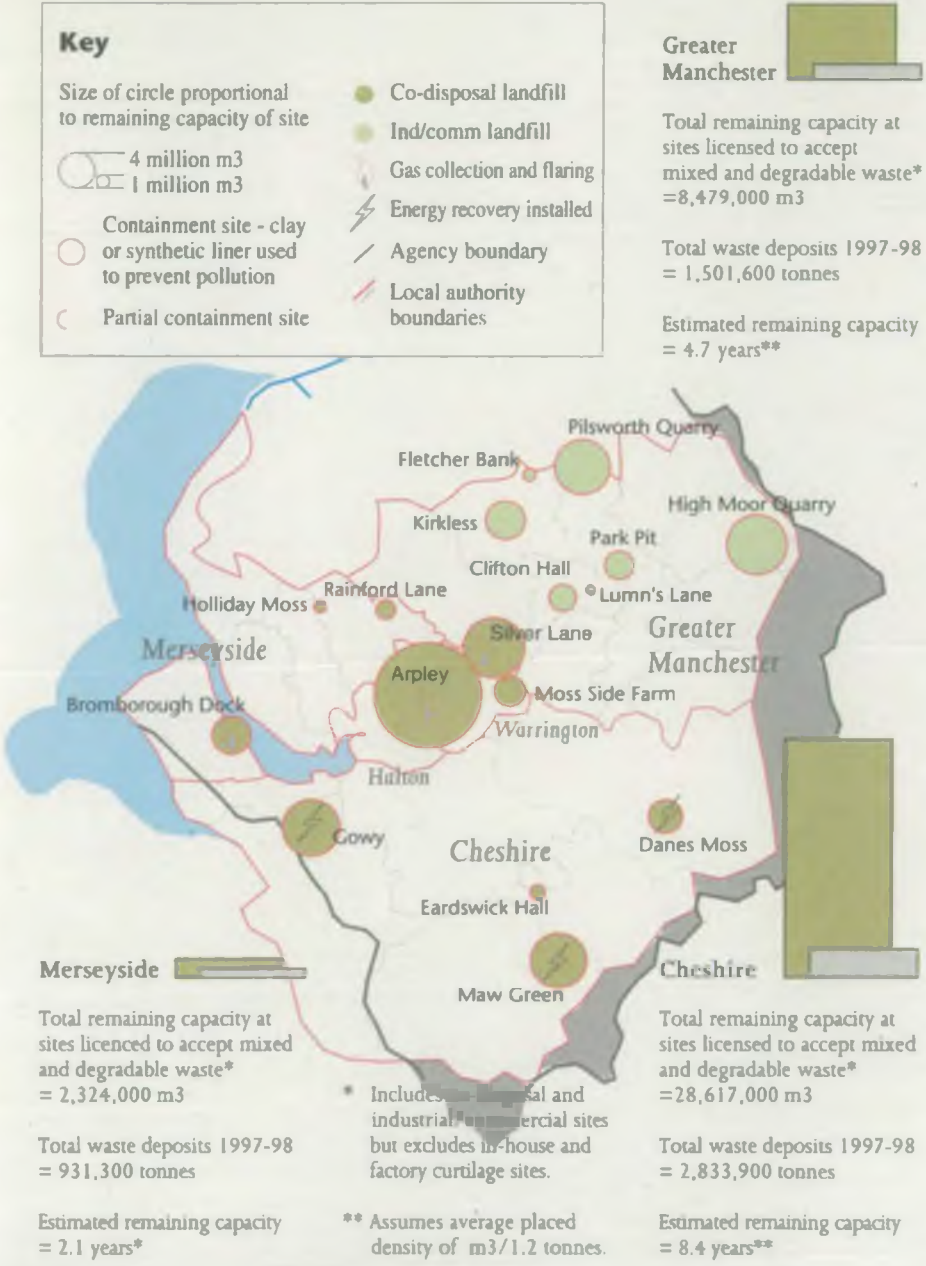 Key
Size of circle proportional
to remaining capacity of site
4 million m3
1 million m3
Containment site - clay
or synthetic liner used
to prevent pollution
Partial containment site
Co-disposal landfill
Ind/comm landfill
Gas collection and flaring
Energy recovery installed
Agency boundary
Local authority
boundaries
Greater
Manchester
Total remaining capacity at
sites licensed to accept
mixed and degradable waste*
=8,479,000 m3
Total waste deposits 1997-98
= 1,501,600 tonnes
Estimated remaining capacity
= 4.7 years**
Pilsworth Quarry
Fletcher Bank
High Moor Quarry
Kirkless
Park Pit
Clifton Hall
Rainford Lane
Lumn's Lane
Holliday Moss
Silver Lane
Greater
Manchester
Merseyside
Arpley
Moss Side Farm
Bromborough Dock
Warrington
Halton
Gowy
Cheshire
Danes Moss
Eardswick Hall
Maw Green
Merseyside
Total remaining capacity at
sites licenced to accept mixed
and degradable waste*
= 2,324,000 m3
Total waste deposits 1997-98
= 931,300 tonnes
Estimated remaining capacity
= 2.1 years*
* Includes and
industrial sites
but excludes in-house and
factory curtilage sites.
** Assumes average placed
density of m3/1.2 tonnes.
Cheshire
Total remaining capacity at
sites licensed to accept mixed
and degradable waste*
=28,617,000 m3
Total waste deposits 1997-98
= 2,833,900 tonnes
Estimated remaining capacity
= 8.4 years**